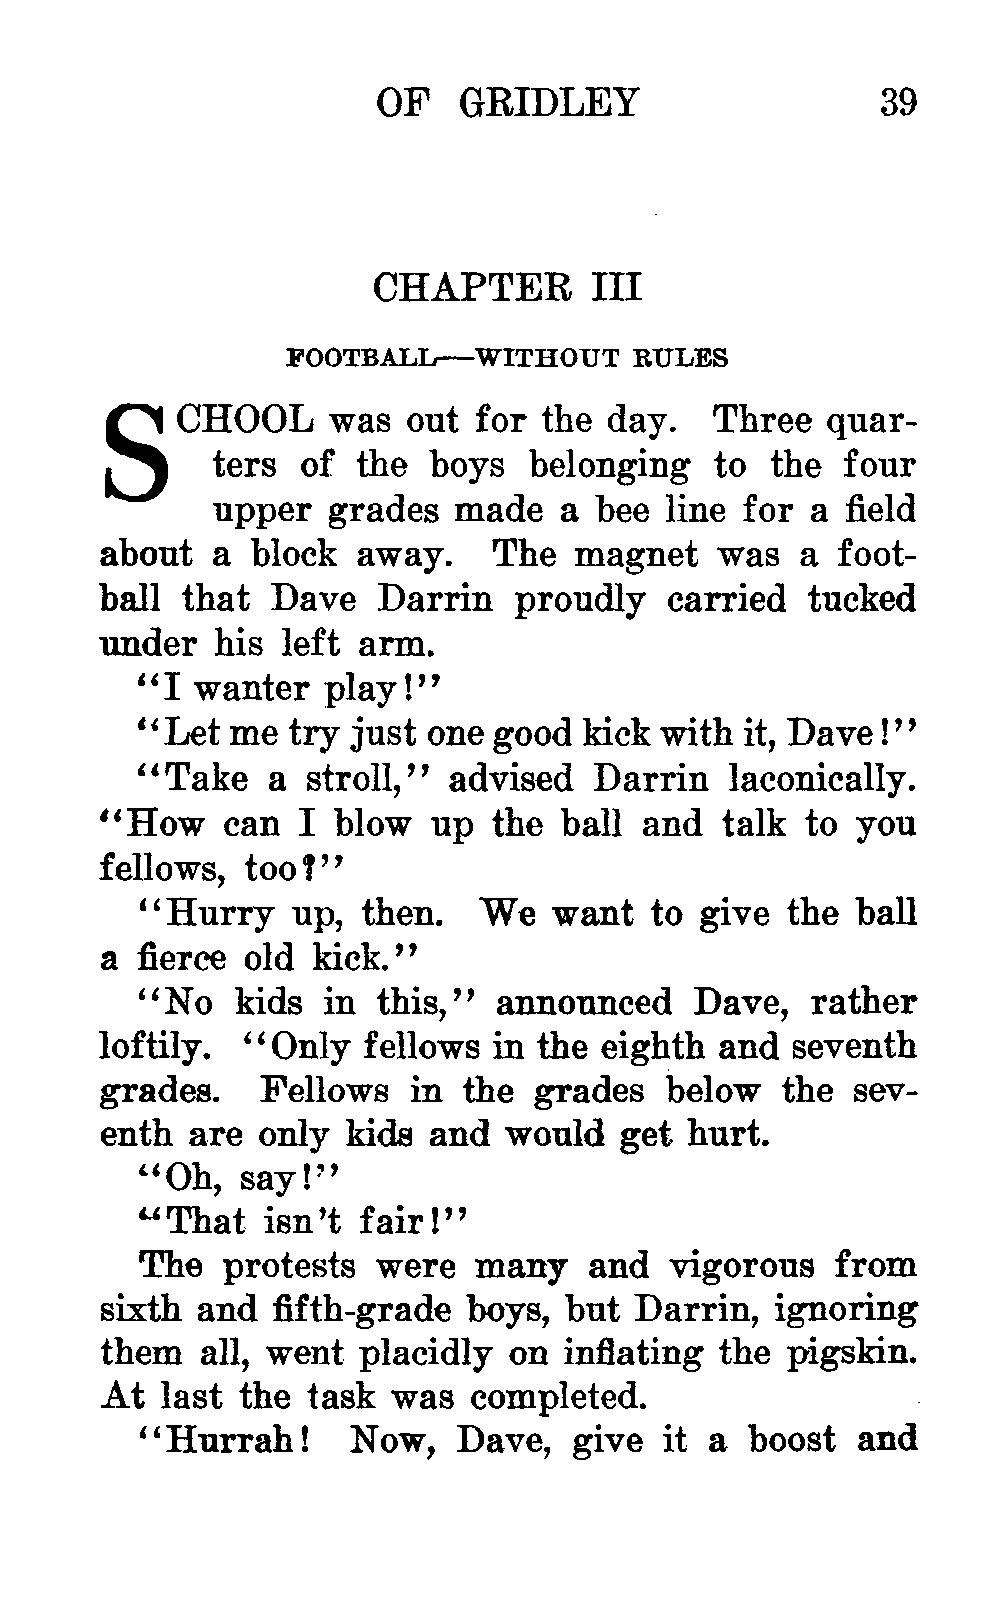 OF GRIDLEY 39
CHAPTER III
FOOTBALL—WITHOUT RULES
SCHOOL was out for the day. Three quar-
ters of the boys belonging to the four
upper grades made a bee line for a field
about a block away. The magnet was a foot-
ball that Dave Darrin proudly carried tucked
under his left arm.
“I wanter play!”
“Let me try just one good kick with it, Dave!”
“Take a stroll,” advised Darrin laconically.
“How can I blow up the ball and talk to you
fellows, too?”
“Hurry up, then. We want to give the ball
a fierce old kick.”
“No kids in this,” announced Dave, rather
loftily. “Only fellows in the eighth and seventh
grades. Fellows in the grades below the sev-
enth are only kids and would get hurt.
“Oh, say!”
“That isn’t fair!”
The protests were many and vigorous from
sixth and fifth-grade boys, but Darrin, ignoring
them all, went placidly on inflating the pigskin.
At last the task was completed.
“Hurrah! Now, Dave, give it a boost and